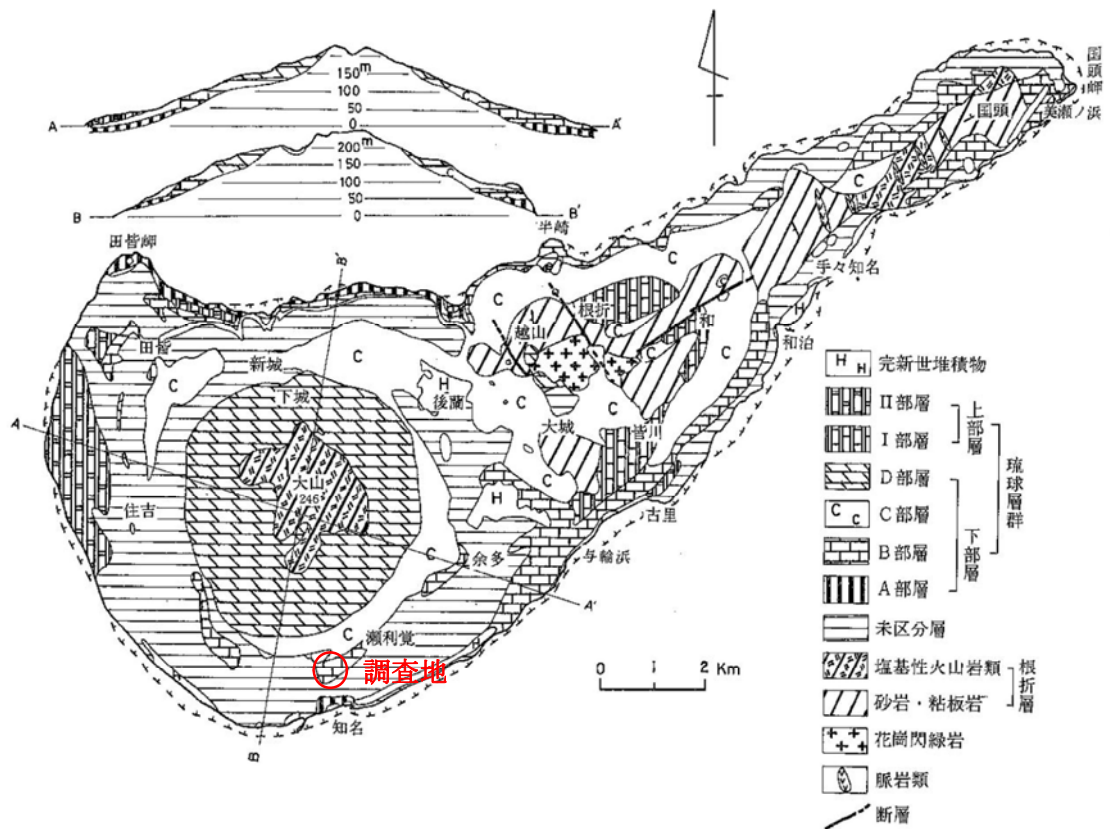 150m
100
50
A 0 A'
200m
150
100
50
B 0 B'
国頭岬
美瀬ノ浜
国頭
半崎
田皆岬
B'
C
手々知名
根折
越山
和
和泊
田皆
新城
C
C
H
後蘭
C
下城
大城
C
皆川
A
大山
246
H
住吉
古里
余多
与輪浜
C
A'
C
瀬利覚
調査地
知名
B
0 1 2 Km
H H 完新世堆積物
II部層
I部層
上部層
D部層
C C C部層
B部層
A部層
下部層
琉球層群
未区分層
塩基性火山岩類
砂岩・粘板岩
根折層
花崗閃緑岩
脈岩類
断層